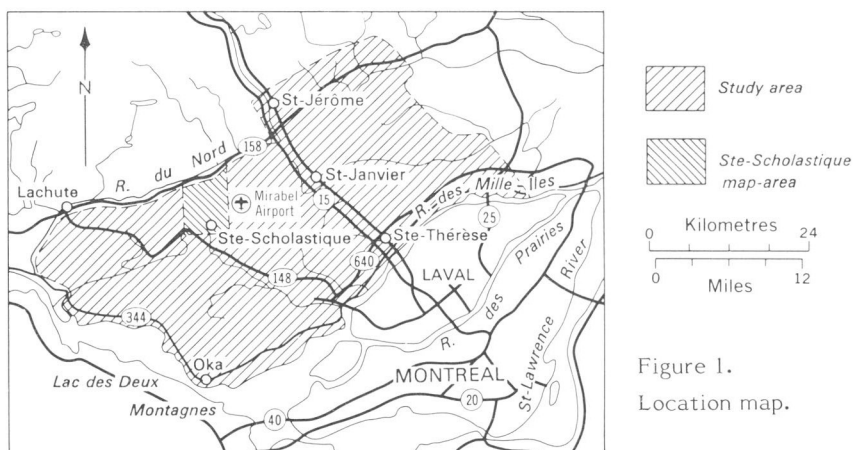 N
St-Jérôme
158
R. du Nord
St-Janvier
Lachute
Mirabel
Airport
15
R. des Mille-Îles
25
Ste-Scholastique
Ste-Thérèse
640
LAVAL
148
R. des Prairies
344
Oka
Lac des Deux
Montagnes
MONTREAL
20
40
St-Lawrence River
Study area
Ste-Scholastique
map-area
0 Kilometres 24
0 Miles 12
Figure 1.
Location map.